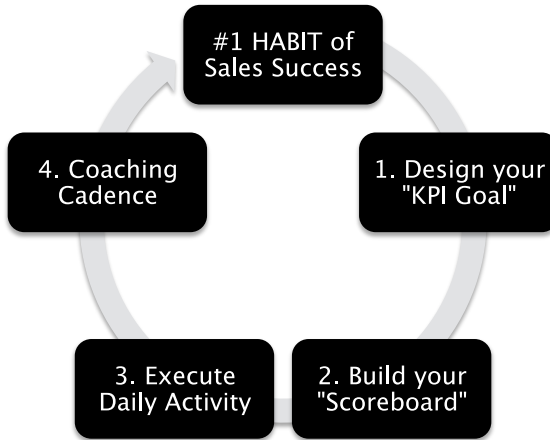 #1 HABIT of
Sales Success
1. Design your
"KPI Goal"
2. Build your
"Scoreboard"
3. Execute
Daily Activity
4. Coaching
Cadence